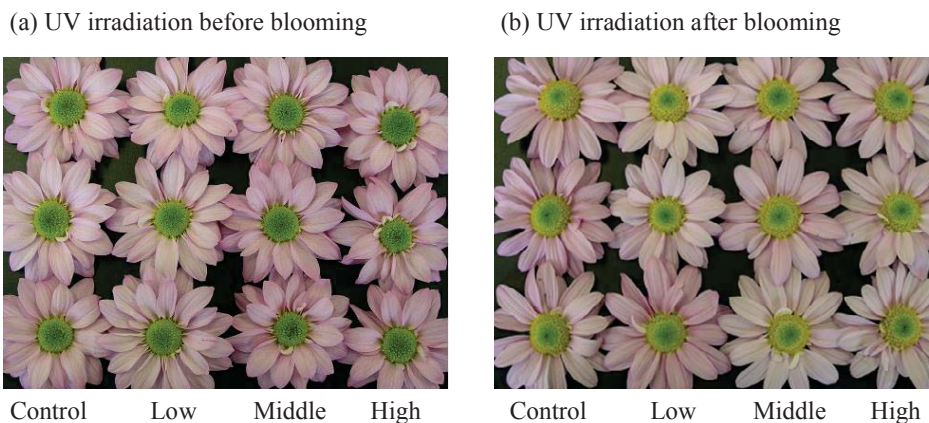 (a) UV irradiation before blooming
(b) UV irradiation after blooming
Control Low Middle High
Control Low Middle High